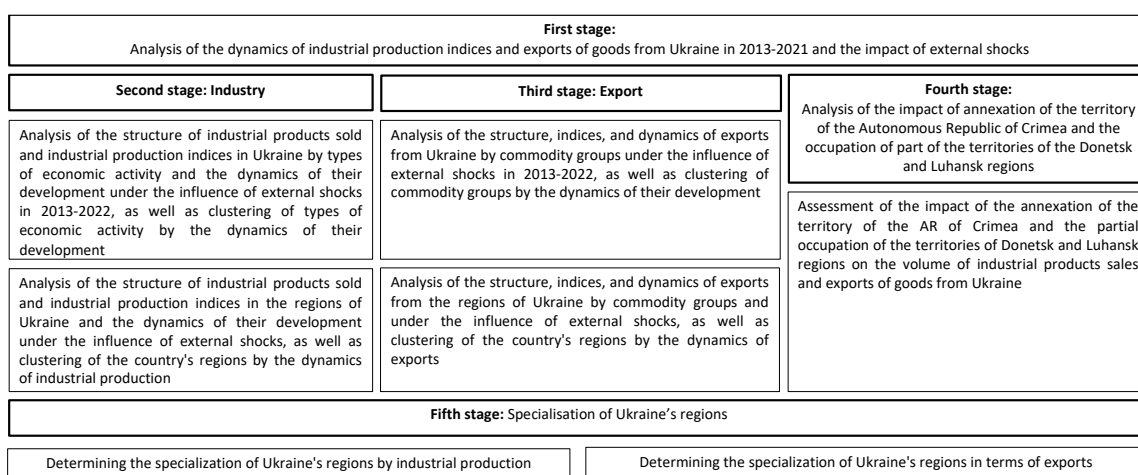 First stage:
Analysis of the dynamics of industrial production indices and exports of goods from Ukraine in 2013-2021 and the impact of external shocks
Second stage: Industry
Analysis of the structure of industrial products sold
and industrial production indices in Ukraine by types
of economic activity and the dynamics of their
development under the influence of external shocks
in 2013-2022, as well as clustering of types of
economic activity by the dynamics of their
development
Analysis of the structure of industrial products sold
and industrial production indices in the regions of
Ukraine and the dynamics of their development
under the influence of external shocks, as well as
clustering of the country's regions by the dynamics
of industrial production
Third stage: Export
Analysis of the structure, indices, and dynamics of exports
from Ukraine by commodity groups under the influence of
external shocks in 2013-2022, as well as clustering of
commodity groups by the dynamics of their development
Analysis of the structure, indices, and dynamics of exports
from the regions of Ukraine by commodity groups and
under the influence of external shocks, as well as
clustering of the country's regions by the dynamics of
exports
Fourth stage:
Analysis of the impact of annexation of the territory
of the Autonomous Republic of Crimea and the
occupation of part of the territories of the Donetsk
and Luhansk regions
Assessment of the impact of the annexation of the
territory of the AR of Crimea and the partial
occupation of the territories of Donetsk and Luhansk
regions on the volume of industrial products sales
and exports of goods from Ukraine
Fifth stage: Specialisation of Ukraine’s regions
Determining the specialization of Ukraine's regions by industrial production
Determining the specialization of Ukraine's regions in terms of exports